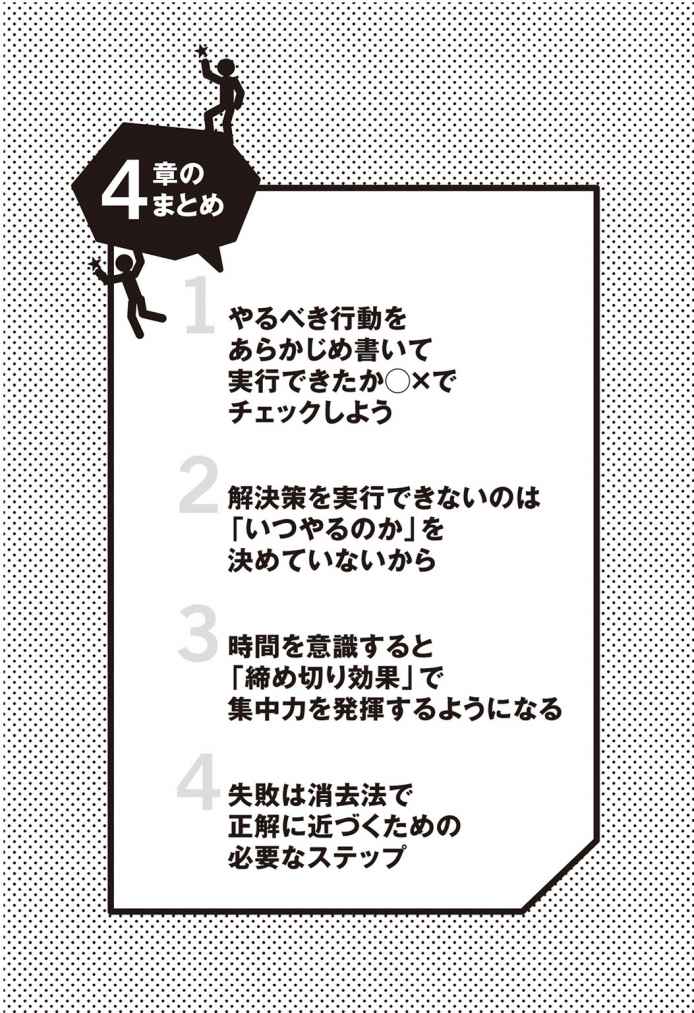 4章の
まとめ
1
やるべき行動を
あらかじめ書いて
実行できたか◯×で
チェックしよう
2
解決策を実行できないのは
「いつやるのか」を
決めていないから
3
時間を意識すると
「締め切り効果」で
集中力を発揮するようになる
4
失敗は消去法で
正解に近づくための
必要なステップ